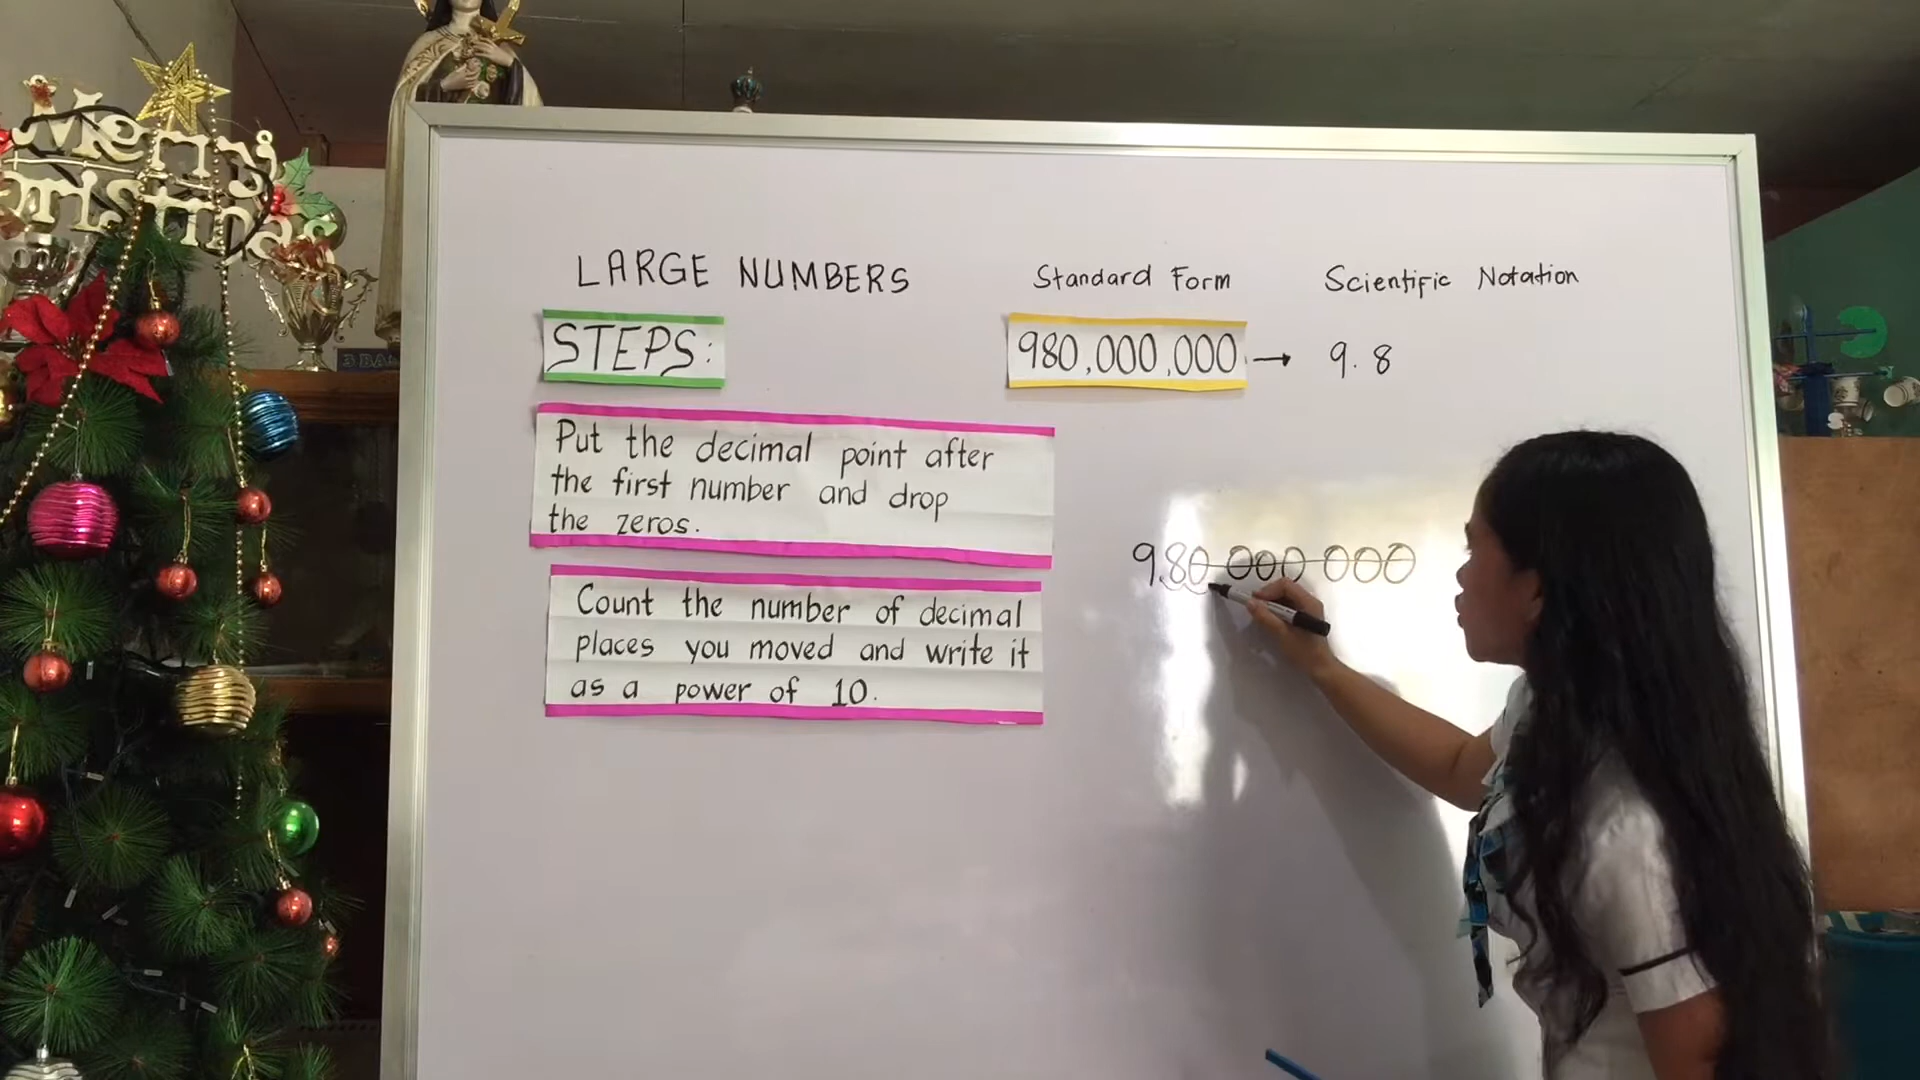 Merry
Christmas
LARGE NUMBERS
Standard Form
Scientific Notation
STEPS:
980,000,000 → 9.8
Put the decimal point after
the first number and drop
the zeros.
9.80 000 000
Count the number of decimal
places you moved and write it
as a power of 10.